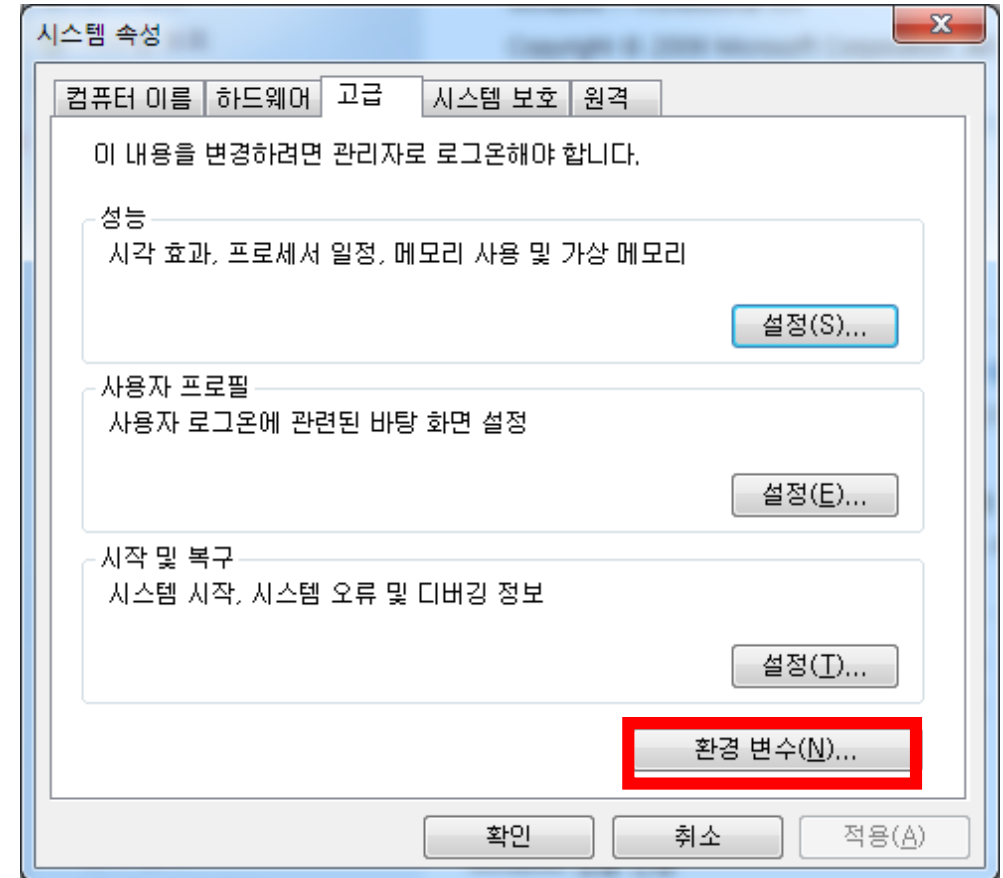 시스템 속성
컴퓨터 이름 하드웨어 고급 시스템 보호 원격
이 내용을 변경하려면 관리자로 로그온해야 합니다.
성능
시각 효과, 프로세서 일정, 메모리 사용 및 가상 메모리
설정(S)...
사용자 프로필
사용자 로그온에 관련된 바탕 화면 설정
설정(E)...
시작 및 복구
시스템 시작, 시스템 오류 및 디버깅 정보
설정(T)...
환경 변수(N)...
확인 취소 적용(A)